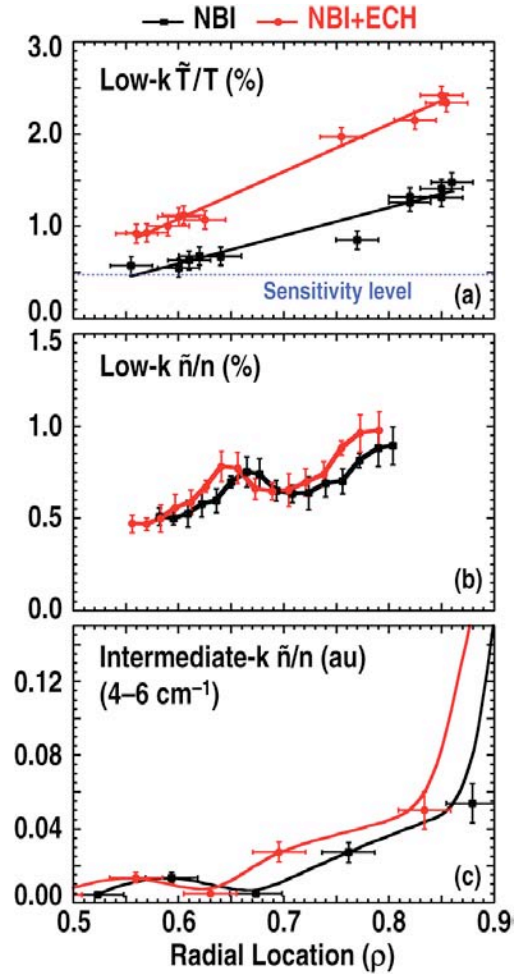 NBI NBI+ECH
3.0
Low-k T̃/T (%)
2.0
1.0
Sensitivity level
0.0
(a)
1.5
Low-k ñ/n (%)
1.0
0.5
(b)
0.0
Intermediate-k ñ/n (au)
(4–6 cm⁻¹)
0.12
0.08
0.04
(c)
0.00
0.5 0.6 0.7 0.8 0.9
Radial Location (ρ)